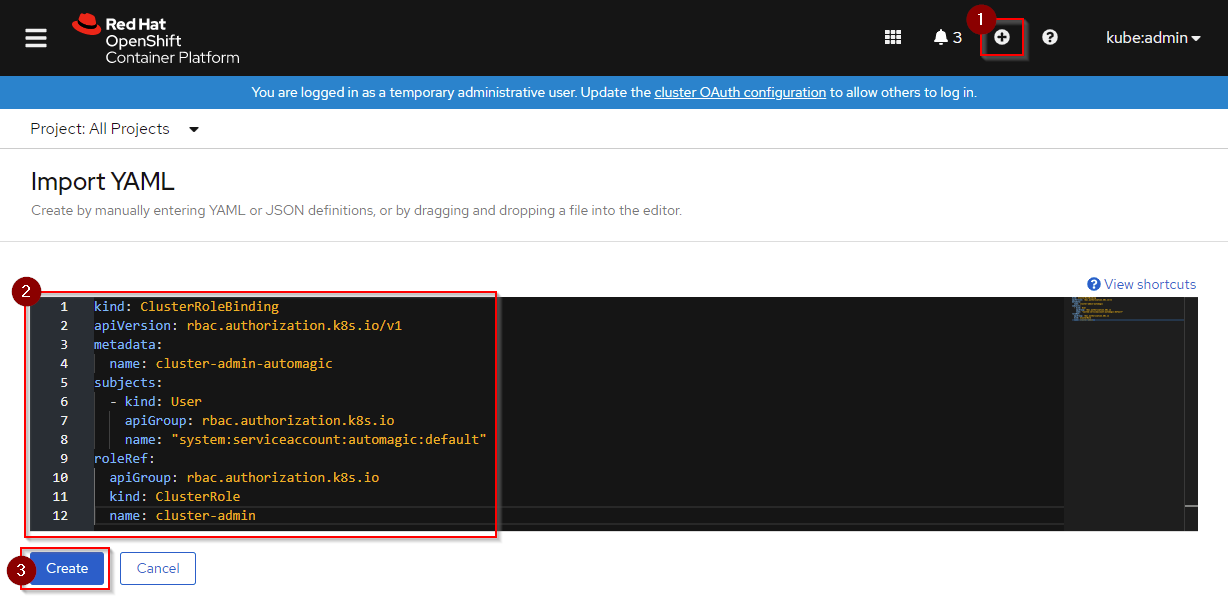 Red Hat
OpenShift
Container Platform
3
1
kube:admin
You are logged in as a temporary administrative user. Update the cluster OAuth configuration to allow others to log in.
Project: All Projects
Import YAML
Create by manually entering YAML or JSON definitions, or by dragging and dropping a file into the editor.
View shortcuts
2
1 kind: ClusterRoleBinding
2 apiVersion: rbac.authorization.k8s.io/v1
3 metadata:
4   name: cluster-admin-automagic
5 subjects:
6   - kind: User
7     apiGroup: rbac.authorization.k8s.io
8     name: "system:serviceaccount:automagic:default"
9 roleRef:
10   apiGroup: rbac.authorization.k8s.io
11   kind: ClusterRole
12   name: cluster-admin
3
Create
Cancel